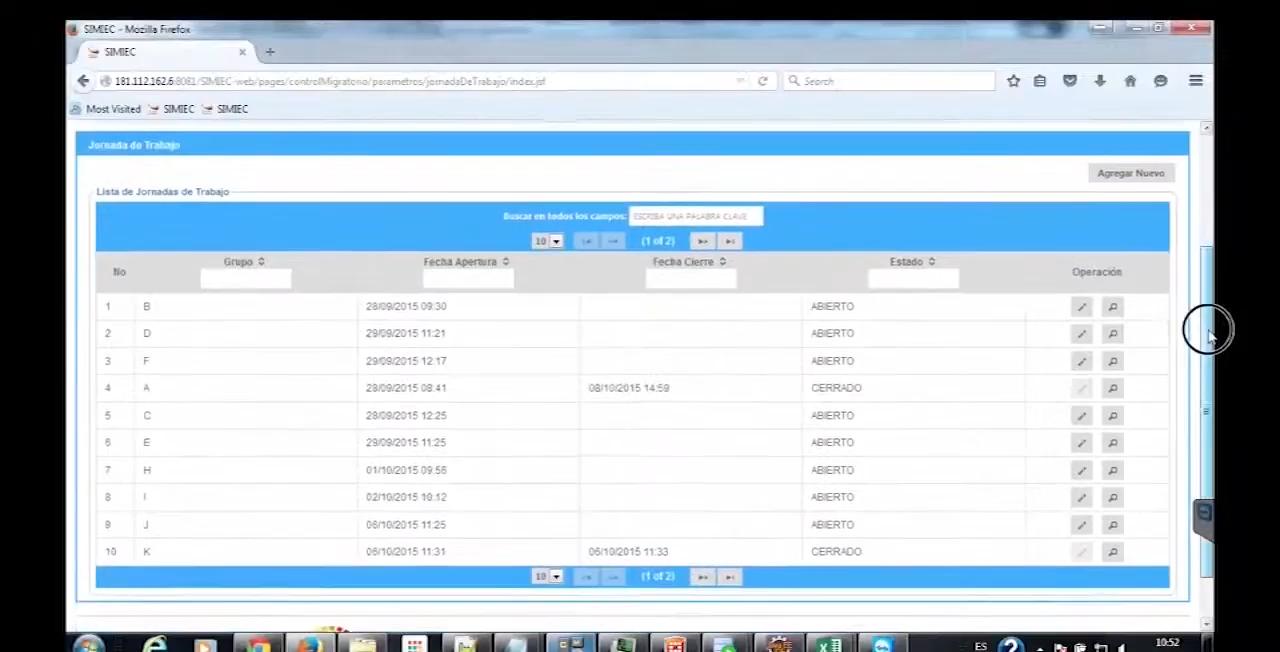 SIMIEC - Mozilla Firefox
SIMIEC
181.112.162.6:8081/SIMIEC-web/pages/controlMigratorio/parametros/jornadaDeTrabajo/index.jsf
Search
Most Visited SIMIEC SIMIEC
Jornada de Trabajo
Agregar Nuevo
Lista de Jornadas de Trabajo
Buscar en todos los campos: ESCRIBA UNA PALABRA CLAVE
10 (1 of 2)
No Grupo Fecha Apertura Fecha Cierre Estado Operación
1 B 28/09/2015 09:30 ABIERTO
2 D 29/09/2015 11:21 ABIERTO
3 F 29/09/2015 12:17 ABIERTO
4 A 28/09/2015 08:41 08/10/2015 14:59 CERRADO
5 C 28/09/2015 12:25 ABIERTO
6 E 29/09/2015 11:25 ABIERTO
7 H 01/10/2015 09:56 ABIERTO
8 I 02/10/2015 10:12 ABIERTO
9 J 06/10/2015 11:25 ABIERTO
10 K 06/10/2015 11:31 06/10/2015 11:33 CERRADO
10 (1 of 2)
ES 10:52